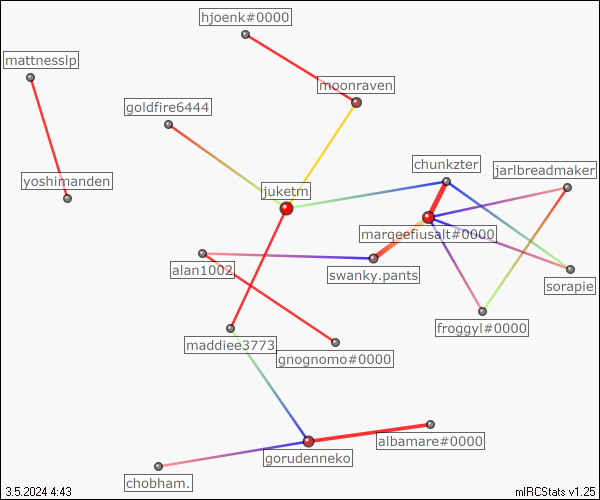 hjoenk#0000
mattnesslp
moonraven
goldfire6444
chunkzter
jarlbreadmaker
yoshimanden
juketm
marqeefiusalt#0000
alan1002
swanky.pants
sorapie
froggyl#0000
maddiee3773
gnognomo#0000
albamare#0000
gorudenneko
chobham.
3.5.2024 4:43
mIRCStats v1.25